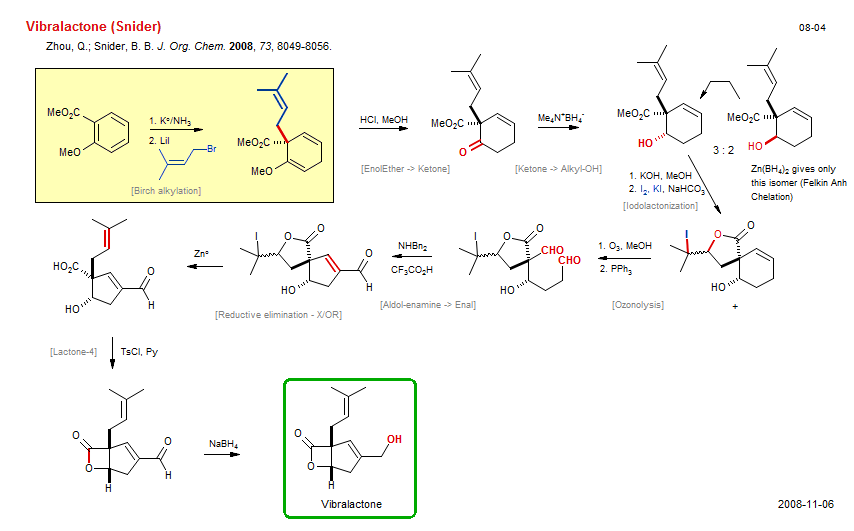 Vibralactone (Snider)
08-04
Zhou, Q.; Snider, B. B. J. Org. Chem. 2008, 73, 8049-8056.
MeO₂C
MeO
1. K°/NH₃
2. LiI
Br
[Birch alkylation]
MeO₂C
MeO
HCl, MeOH
[EnolEther -> Ketone]
MeO₂C
O
Me₄N⁺BH₄⁻
[Ketone -> Alkyl-OH]
MeO₂C
HO
3 : 2
MeO₂C
HO
Zn(BH₄)₂ gives only
this isomer (Felkin Anh
Chelation)
1. KOH, MeOH
2. I₂, KI, NaHCO₃
[Iodolactonization]
I
O
O
HO
+
1. O₃, MeOH
2. PPh₃
[Ozonolysis]
I
O
O
CHO
CHO
HO
NHBn₂
CF₃CO₂H
[Aldol-enamine -> Enal]
I
O
O
O
H
HO
[Reductive elimination - X/OR]
Zn°
HO₂C
O
H
HO
[Lactone-4]
TsCl, Py
O
O
H
O
H
NaBH₄
O
O
H
OH
Vibralactone
2008-11-06